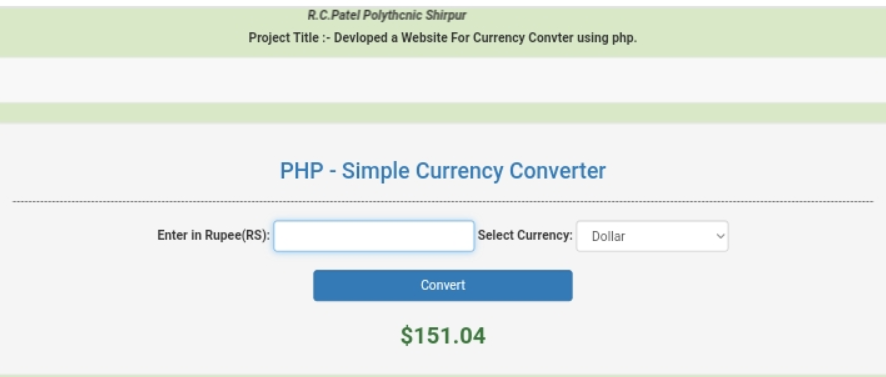 R.C.Patel Polythcnic Shirpur
Project Title :- Devloped a Website For Currency Convter using php.
PHP - Simple Currency Converter
Enter in Rupee(RS): Select Currency: Dollar
Convert
$151.04